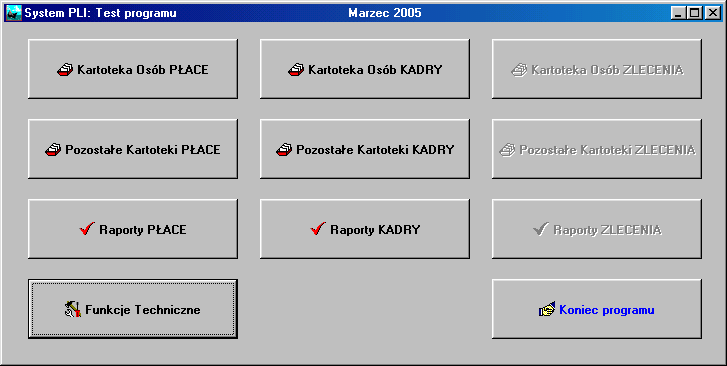 System PLI: Test programu Marzec 2005
Kartoteka Osób PŁACE
Kartoteka Osób KADRY
Kartoteka Osób ZLECENIA
Pozostałe Kartoteki PŁACE
Pozostałe Kartoteki KADRY
Pozostałe Kartoteki ZLECENIA
Raporty PŁACE
Raporty KADRY
Raporty ZLECENIA
Funkcje Techniczne
Koniec programu